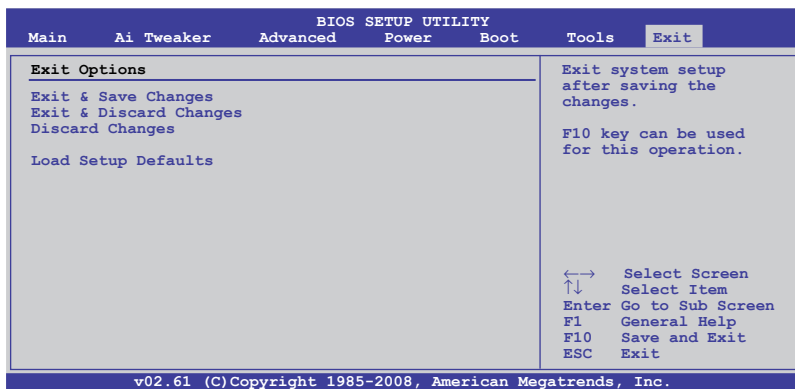 BIOS SETUP UTILITY
Main Ai Tweaker Advanced Power Boot Tools Exit
Exit Options
Exit & Save Changes
Exit & Discard Changes
Discard Changes
Load Setup Defaults
Exit system setup
after saving the
changes.
F10 key can be used
for this operation.
←→ Select Screen
↑↓ Select Item
Enter Go to Sub Screen
F1 General Help
F10 Save and Exit
ESC Exit
v02.61 (C)Copyright 1985-2008, American Megatrends, Inc.